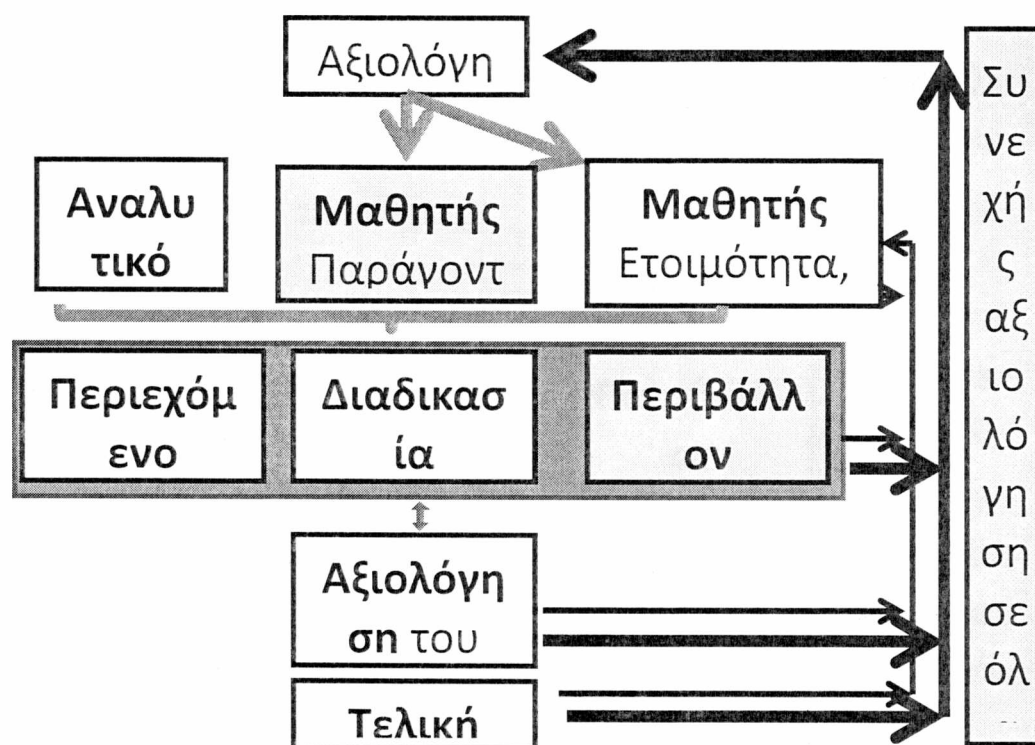 Αξιολόγη
Αναλυ
τικό
Μαθητής
Παράγοντ
Μαθητής
Ετοιμότητα,
Περιεχόμ
ενο
Διαδικασ
ία
Περιβάλλ
ον
Αξιολόγη
ση του
Τελική
Συ
νε
χή
ς
αξ
ιο
λό
γη
ση
σε
όλ